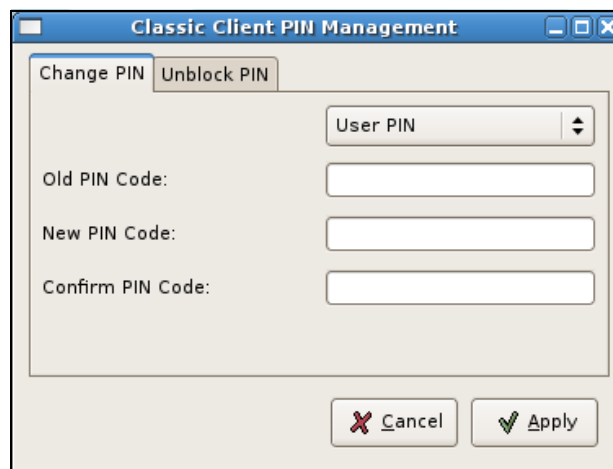 Classic Client PIN Management
Change PIN Unblock PIN
User PIN
Old PIN Code:
New PIN Code:
Confirm PIN Code:
Cancel Apply